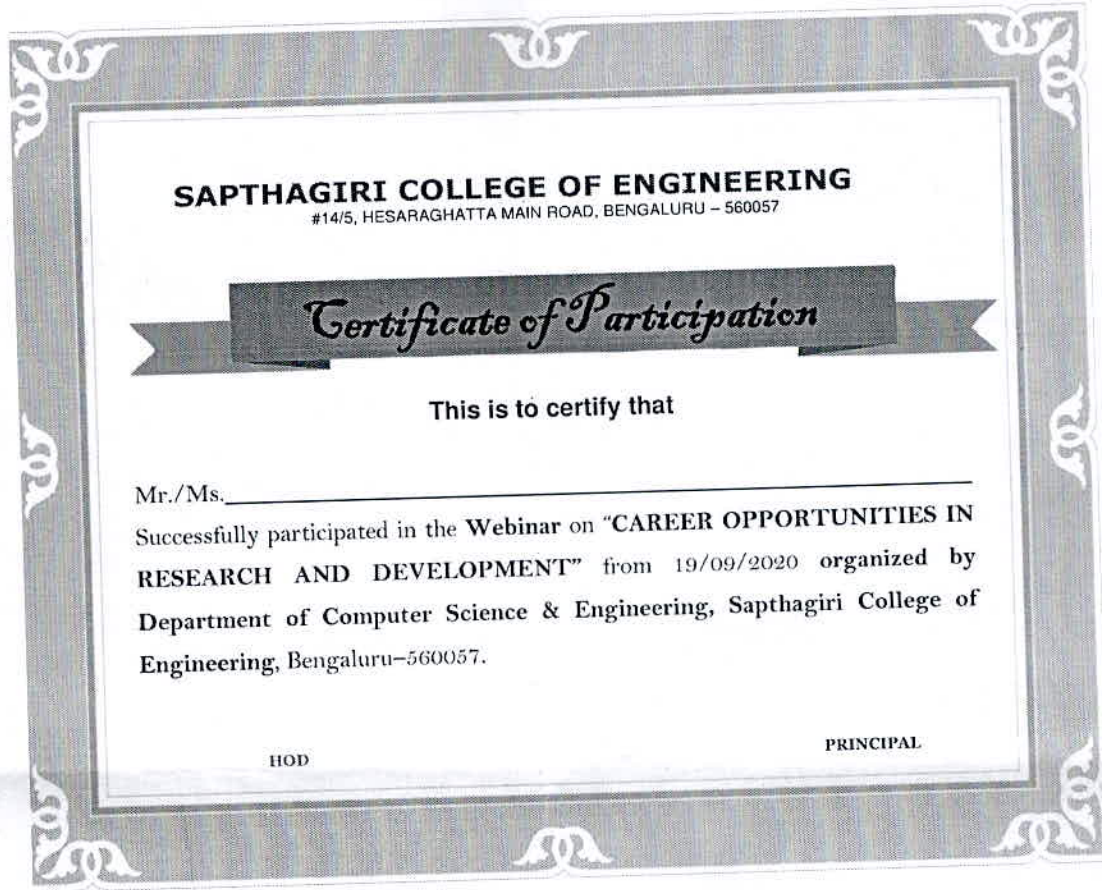 SAPTHAGIRI COLLEGE OF ENGINEERING
#14/5, HESARAGHATTA MAIN ROAD, BENGALURU – 560057
Certificate of Participation
This is to certify that
Mr./Ms.
Successfully participated in the Webinar on "CAREER OPPORTUNITIES IN
RESEARCH AND DEVELOPMENT" from 19/09/2020 organized by
Department of Computer Science & Engineering, Sapthagiri College of
Engineering, Bengaluru–560057.
HOD
PRINCIPAL